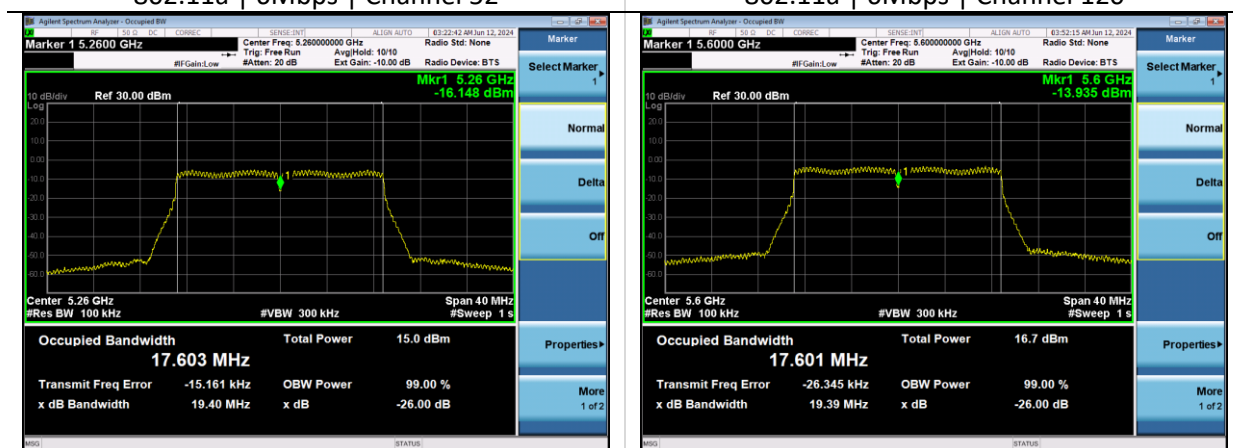 802.11a | 6Mbps | Channel 52
Agilent Spectrum Analyzer - Occupied BW
RF 50 Ω DC CORREC SENSE:INT ALIGN AUTO 03:22:42 AM Jun 12, 2024
Marker 1 5.2600 GHz
Center Freq: 5.260000000 GHz Radio Std: None
Trig: Free Run Avg|Hold: 10/10
#IFGain:Low #Atten: 20 dB Ext Gain: -10.00 dB Radio Device: BTS
Mkr1 5.26 GHz
-16.148 dBm
10 dB/div Ref 30.00 dBm
Log
20.0
10.0
0.00
-10.0
-20.0
-30.0
-40.0
-50.0
-60.0
1
Center 5.26 GHz Span 40 MHz
#Res BW 100 kHz #VBW 300 kHz #Sweep 1 s
Occupied Bandwidth Total Power 15.0 dBm
17.603 MHz
Transmit Freq Error -15.161 kHz OBW Power 99.00 %
x dB Bandwidth 19.40 MHz x dB -26.00 dB
MSG STATUS
Marker
Select Marker
1
Normal
Delta
Off
Properties
More
1 of 2
802.11a | 6Mbps | Channel 120
Agilent Spectrum Analyzer - Occupied BW
RF 50 Ω DC CORREC SENSE:INT ALIGN AUTO 03:52:15 AM Jun 12, 2024
Marker 1 5.6000 GHz
Center Freq: 5.600000000 GHz Radio Std: None
Trig: Free Run Avg|Hold: 10/10
#IFGain:Low #Atten: 20 dB Ext Gain: -10.00 dB Radio Device: BTS
Mkr1 5.6 GHz
-13.935 dBm
10 dB/div Ref 30.00 dBm
Log
20.0
10.0
0.00
-10.0
-20.0
-30.0
-40.0
-50.0
-60.0
1
Center 5.6 GHz Span 40 MHz
#Res BW 100 kHz #VBW 300 kHz #Sweep 1 s
Occupied Bandwidth Total Power 16.7 dBm
17.601 MHz
Transmit Freq Error -26.345 kHz OBW Power 99.00 %
x dB Bandwidth 19.39 MHz x dB -26.00 dB
MSG STATUS
Marker
Select Marker
1
Normal
Delta
Off
Properties
More
1 of 2